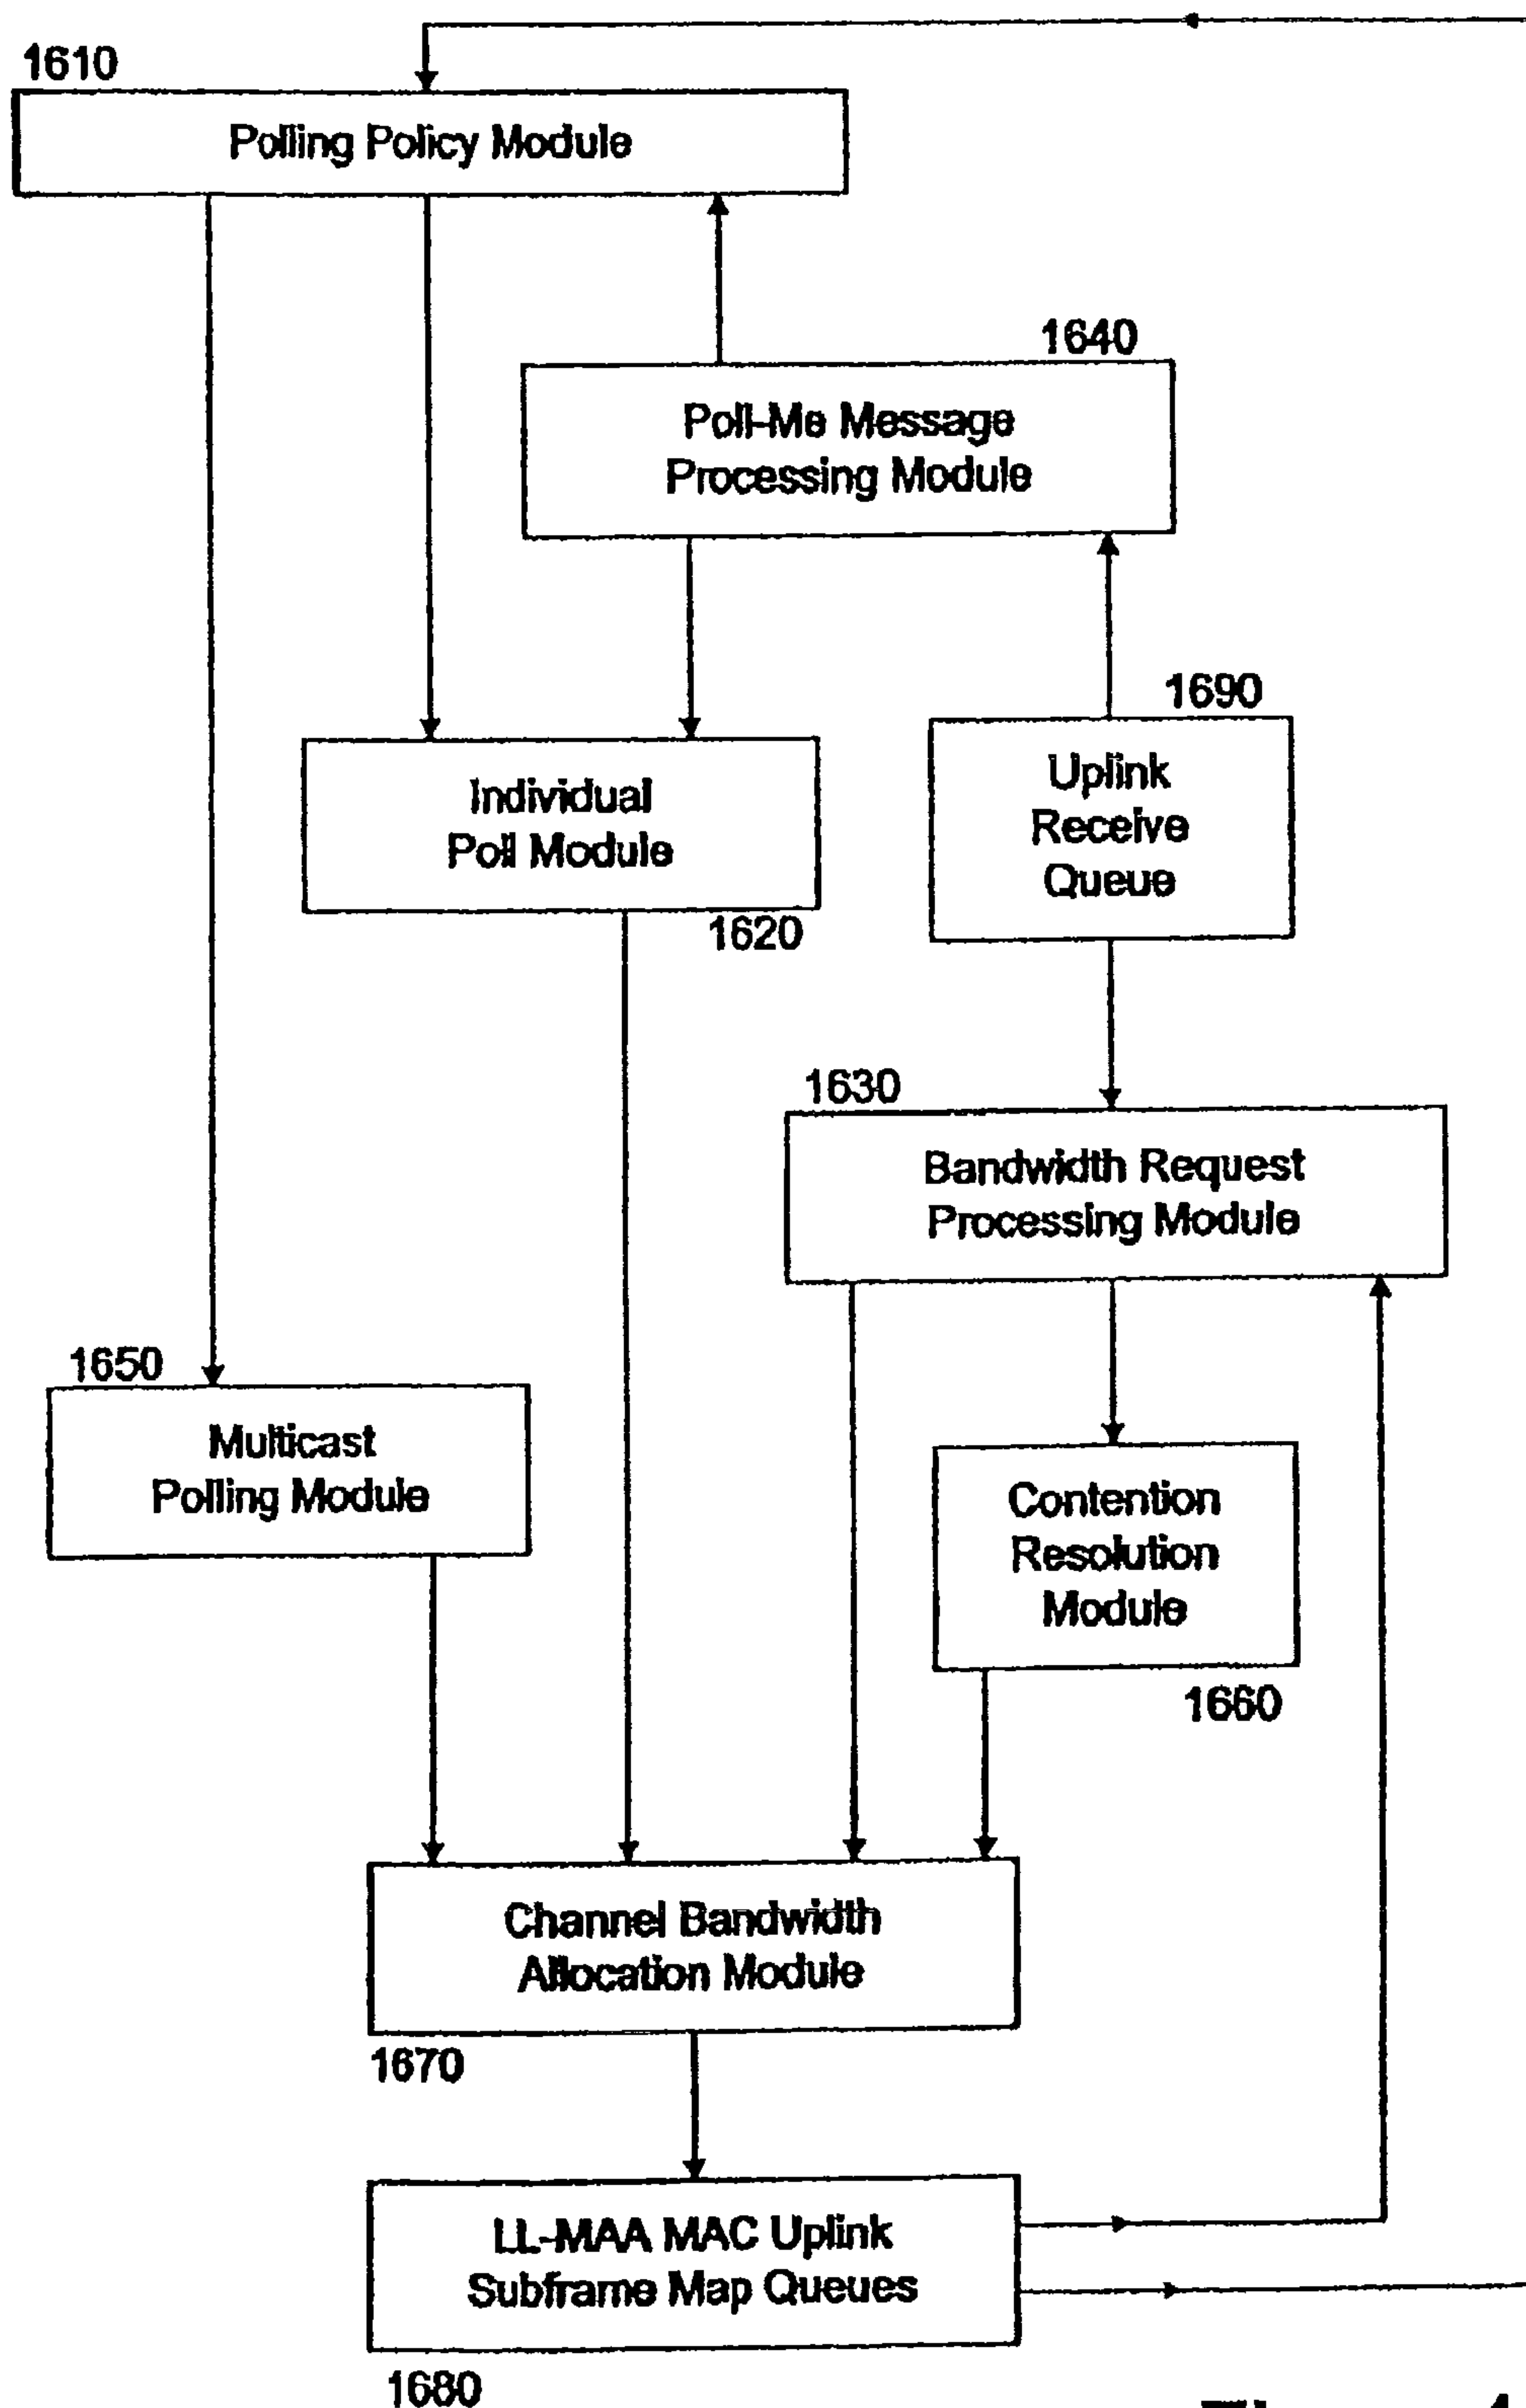 1610
Polling Policy Module
1640
Poll-Me Message
Processing Module
1690
Uplink
Receive
Queue
Individual
Poll Module
1620
1630
Bandwidth Request
Processing Module
1650
Multicast
Polling Module
Contention
Resolution
Module
1660
Channel Bandwidth
Allocation Module
1670
LL-MAA MAC Uplink
Subframe Map Queues
1680